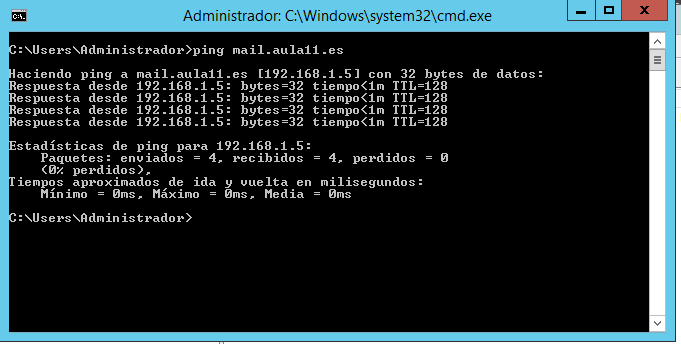 Administrador: C:\Windows\system32\cmd.exe
C:\Users\Administrador>ping mail.aula11.es
Haciendo ping a mail.aula11.es [192.168.1.5] con 32 bytes de datos:
Respuesta desde 192.168.1.5: bytes=32 tiempo<1m TTL=128
Respuesta desde 192.168.1.5: bytes=32 tiempo<1m TTL=128
Respuesta desde 192.168.1.5: bytes=32 tiempo<1m TTL=128
Respuesta desde 192.168.1.5: bytes=32 tiempo<1m TTL=128
Estadísticas de ping para 192.168.1.5:
Paquetes: enviados = 4, recibidos = 4, perdidos = 0
(0% perdidos),
Tiempos aproximados de ida y vuelta en milisegundos:
Mínimo = 0ms, Máximo = 0ms, Media = 0ms
C:\Users\Administrador>